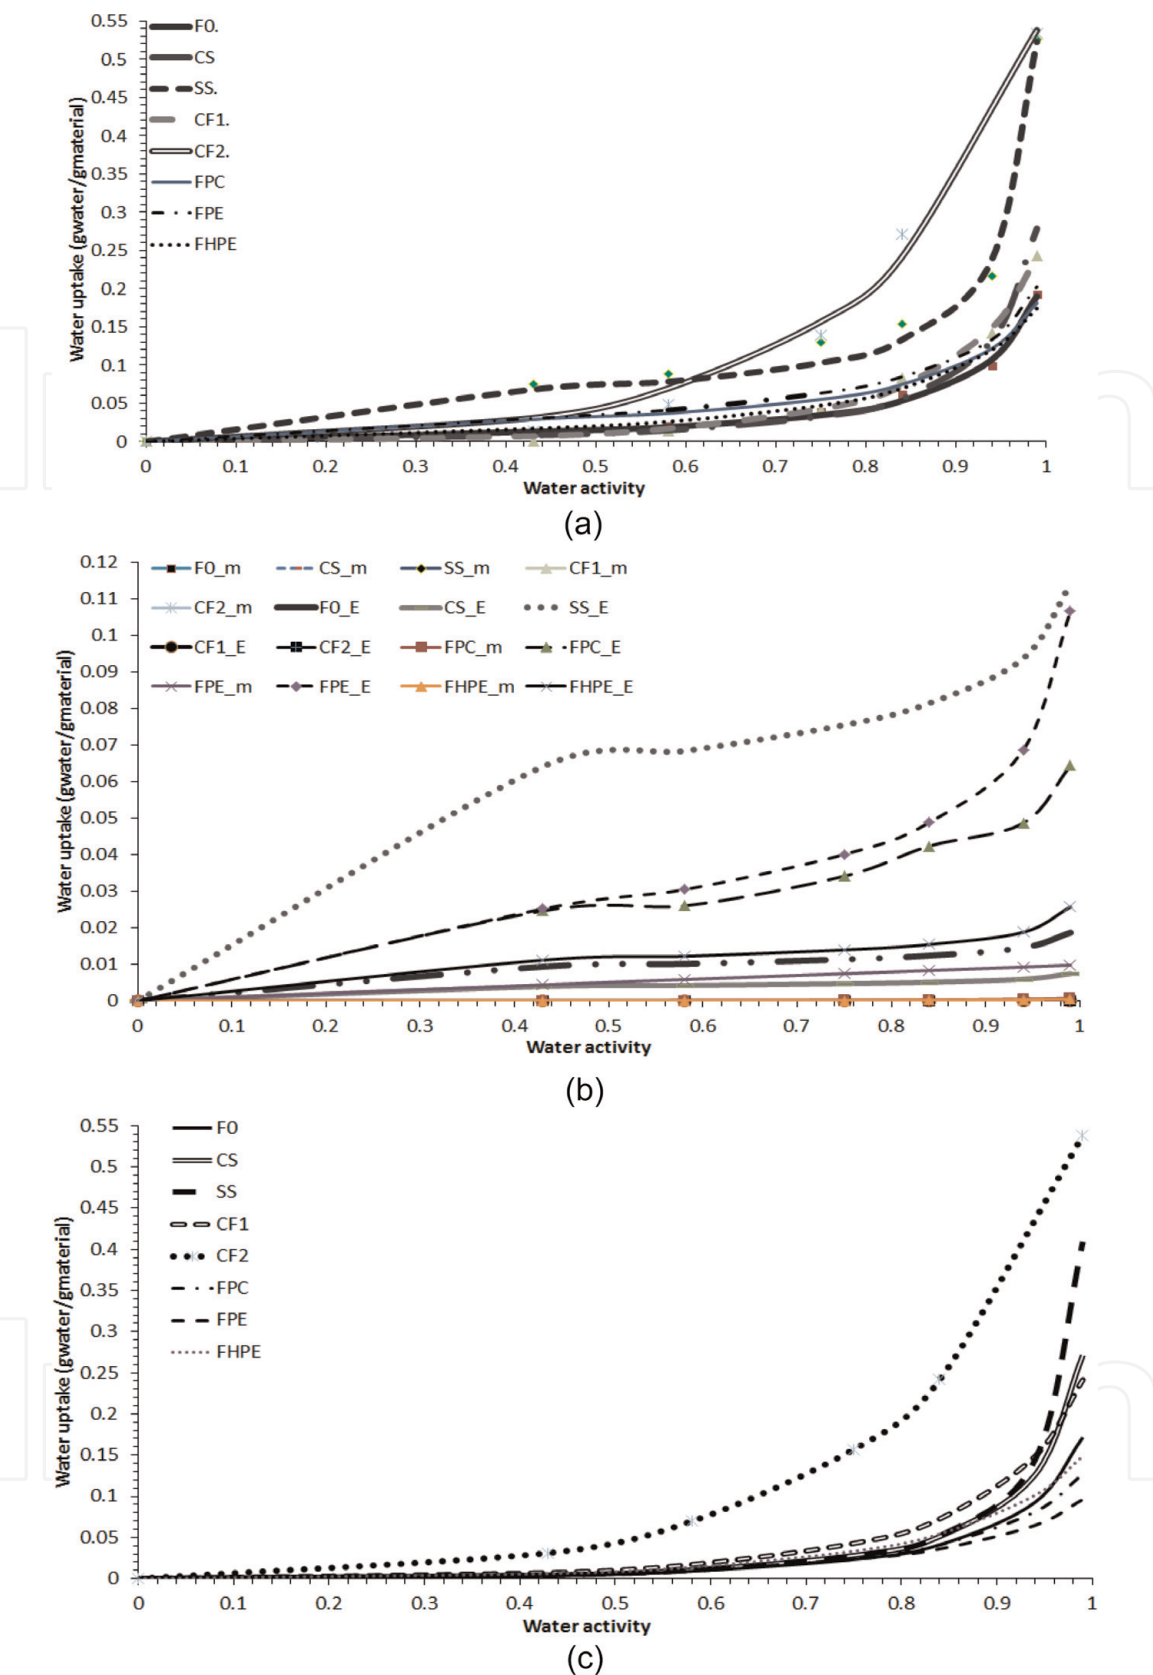 0.55
0.5
0.45
0.4
0.35
0.3
0.25
0.2
0.15
0.1
0.05
0
Water uptake (gwater/gmaterial)
F0.
CS
SS.
CF1.
CF2.
FPC
FPE
FHPE
0 0.1 0.2 0.3 0.4 0.5 0.6 0.7 0.8 0.9 1
Water activity
(a)
0.12
0.11
0.1
0.09
0.08
0.07
0.06
0.05
0.04
0.03
0.02
0.01
0
Water uptake (gwater/gmaterial)
F0_m CS_m SS_m CF1_m
CF2_m F0_E CS_E SS_E
CF1_E CF2_E FPC_m FPC_E
FPE_m FPE_E FHPE_m FHPE_E
0 0.1 0.2 0.3 0.4 0.5 0.6 0.7 0.8 0.9 1
Water activity
(b)
0.55
0.5
0.45
0.4
0.35
0.3
0.25
0.2
0.15
0.1
0.05
0
Water uptake (gwater/gmaterial)
F0
CS
SS
CF1
CF2
FPC
FPE
FHPE
0 0.1 0.2 0.3 0.4 0.5 0.6 0.7 0.8 0.9 1
Water activity
(c)